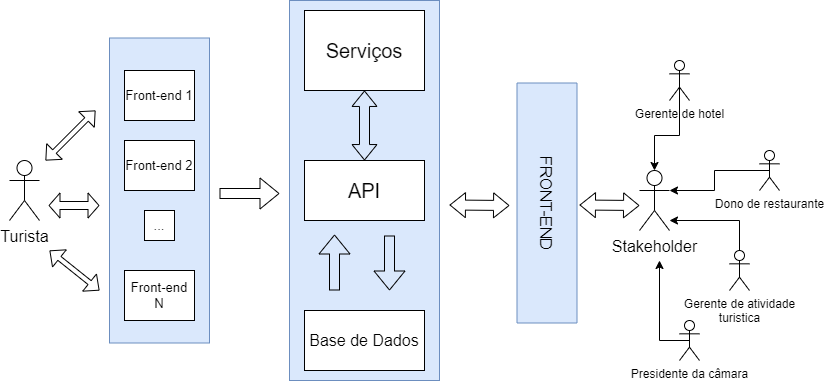 Turista
Front-end 1
Front-end 2
...
Front-end
N
Serviços
API
Base de Dados
FRONT-END
Stakeholder
Gerente de hotel
Dono de restaurante
Gerente de atividade
turistica
Presidente da câmara